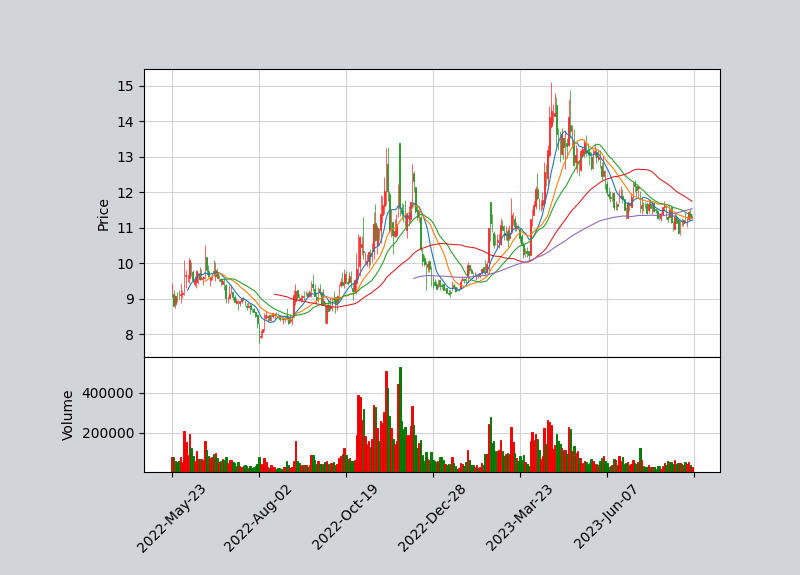 15
14
13
12
11
10
9
8
Price
400000
200000
Volume
2022-May-23
2022-Aug-02
2022-Oct-19
2022-Dec-28
2023-Mar-23
2023-Jun-07